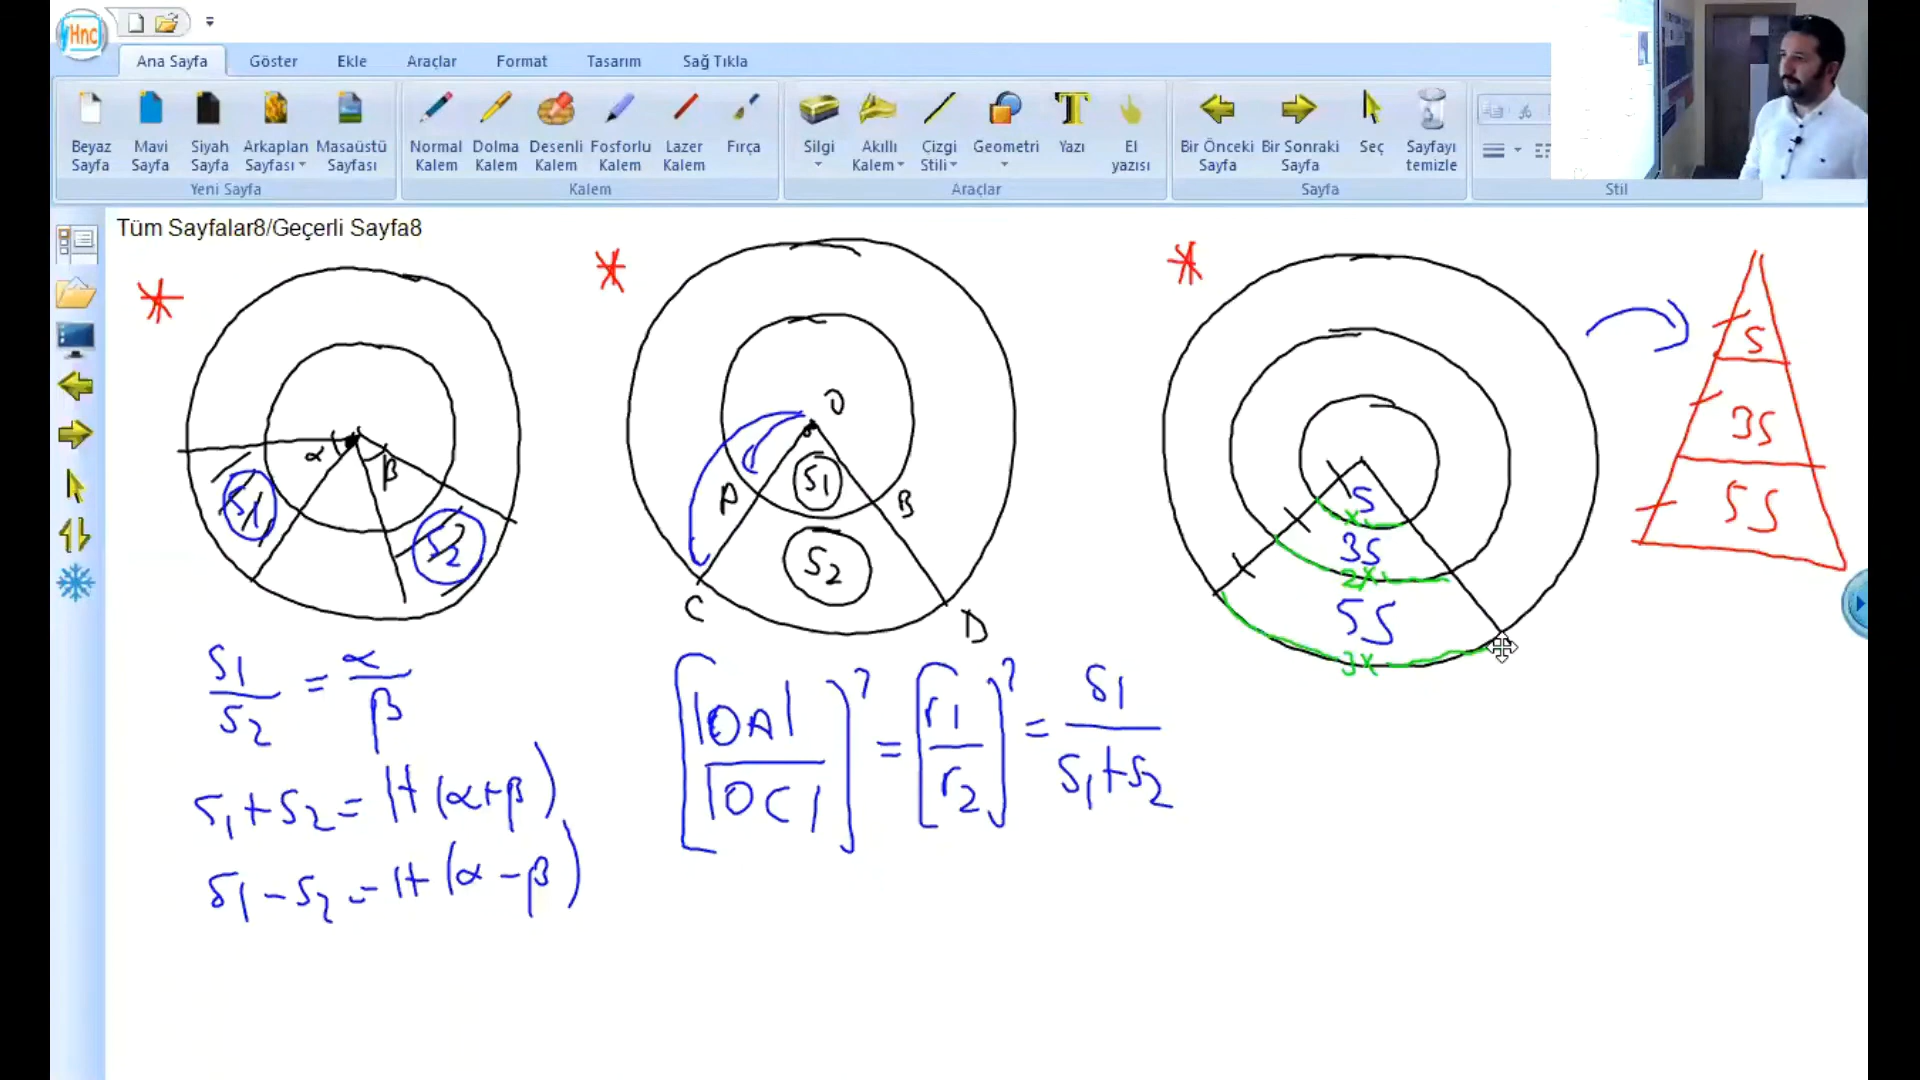 Hnc
Ana Sayfa Göster Ekle Araçlar Format Tasarım Sağ Tıkla
Beyaz Sayfa Mavi Sayfa Siyah Sayfa Arkaplan Sayfası Masaüstü Sayfası
Yeni Sayfa
Normal Kalem Dolma Kalem Desenli Kalem Fosforlu Kalem Lazer Kalem Fırça
Kalem
Silgi Akıllı Kalem Çizgi Stili Geometri Yazı El yazısı
Araçlar
Bir Önceki Sayfa Bir Sonraki Sayfa Seç Sayfayı temizle
Sayfa
Stil
Tüm Sayfalar8/Geçerli Sayfa8
α β
S1 S2
O
S1
A B
S2
C D
S
x
3S
2x
5S
3x
S
3S
5S
S1/S2 = α/β
S1+S2 = H(α+β)
S1-S2 = H(α-β)
[|OA|/|OC|]² = [r1/r2]² = S1/(S1+S2)